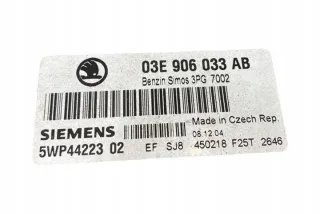 03E 906 033 AB
Benzin Simos 3PG 7002
SIEMENS
Made in Czech Rep.
08.12.04
5WP44223 02 EF SJ8 450218 F25T 2646